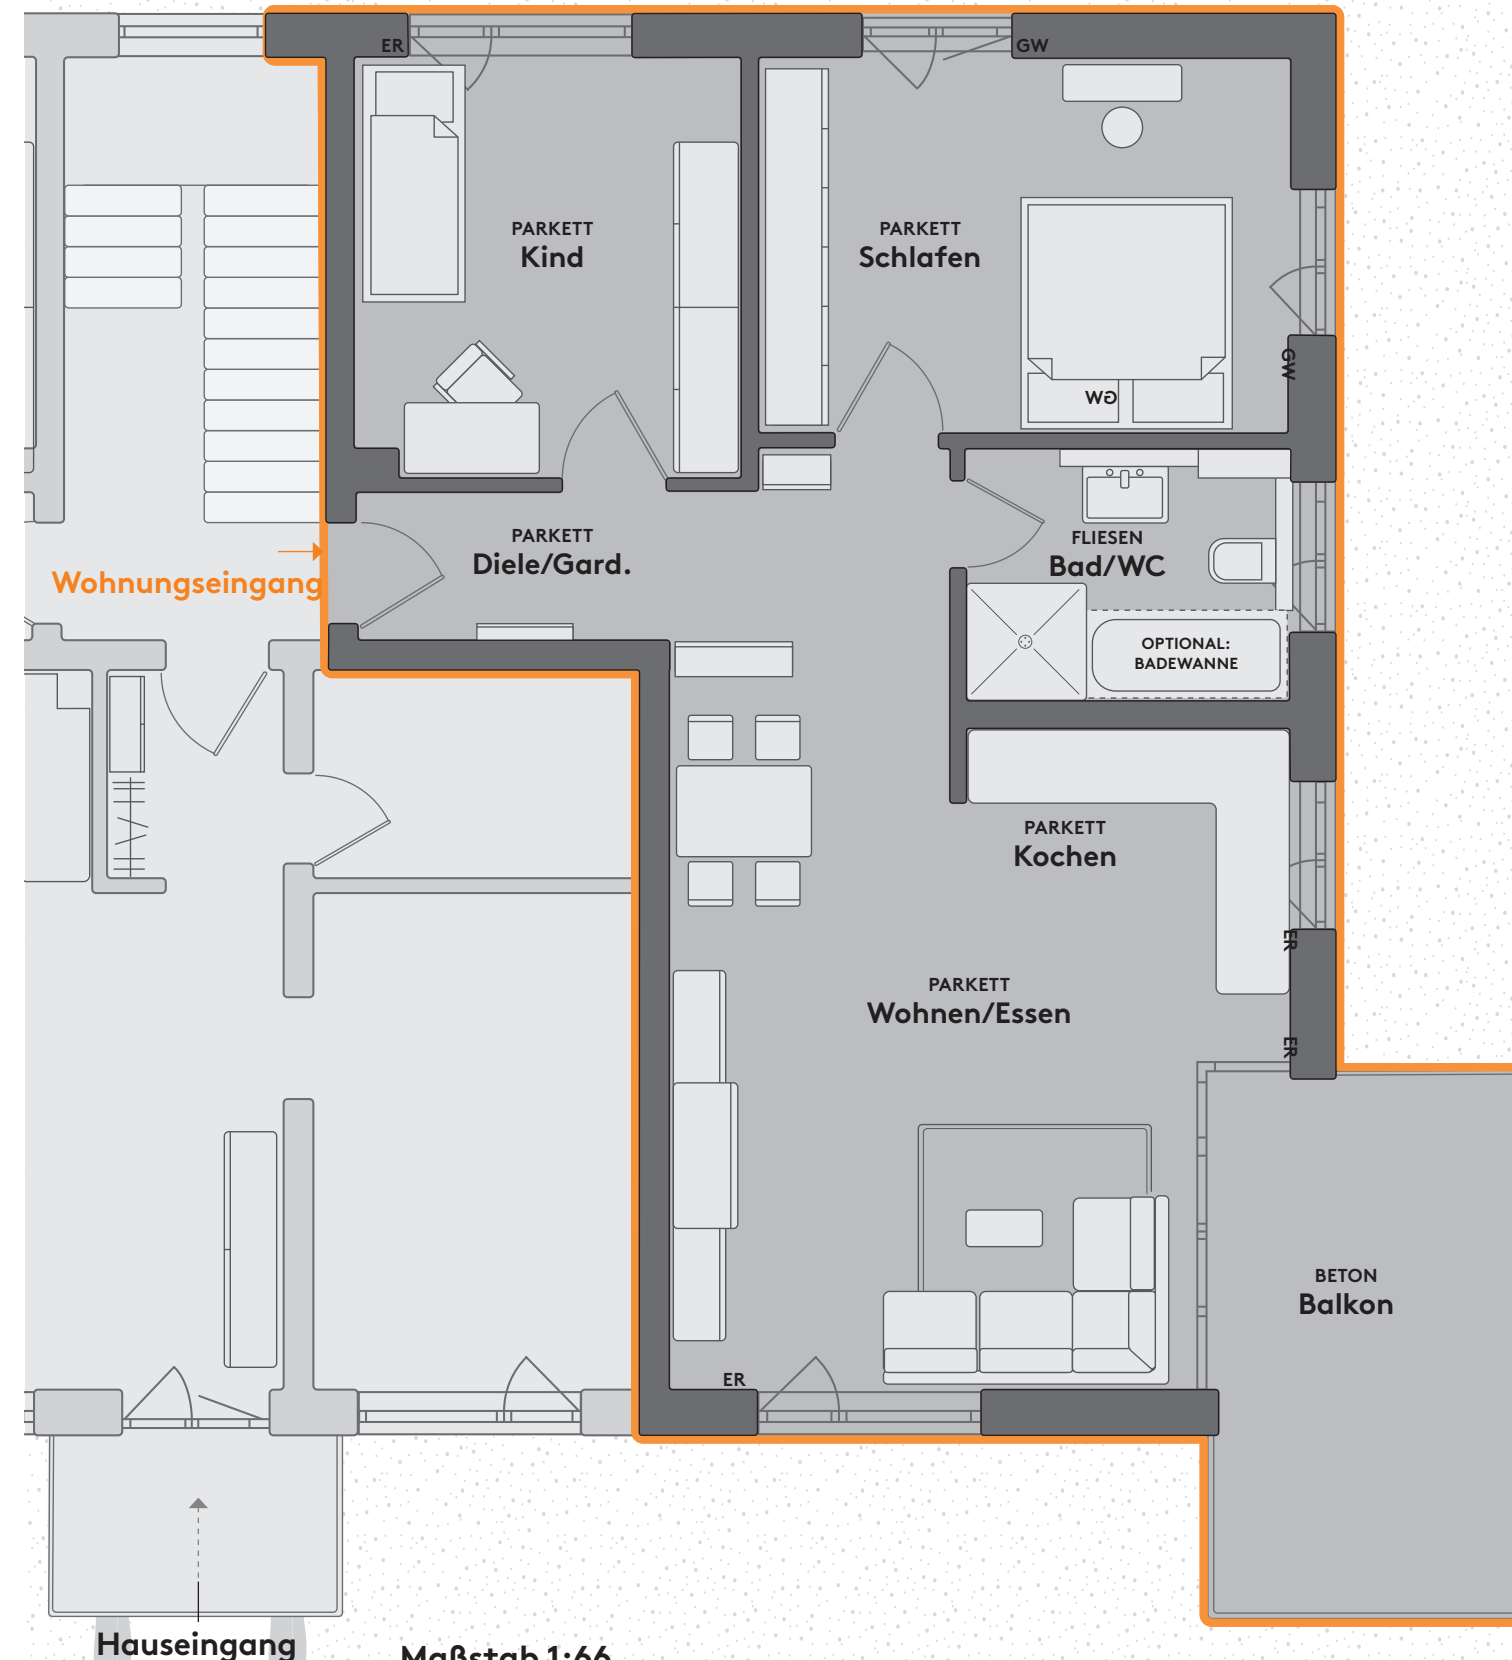 ER
GW
PARKETT
Kind
PARKETT
Schlafen
GW
GW
PARKETT
Diele/Gard.
FLIESEN
Bad/WC
Wohnungseingang
OPTIONAL:
BADEWANNE
PARKETT
Kochen
ER
PARKETT
Wohnen/Essen
ER
BETON
Balkon
ER
Hauseingang
Maßstab 1:66